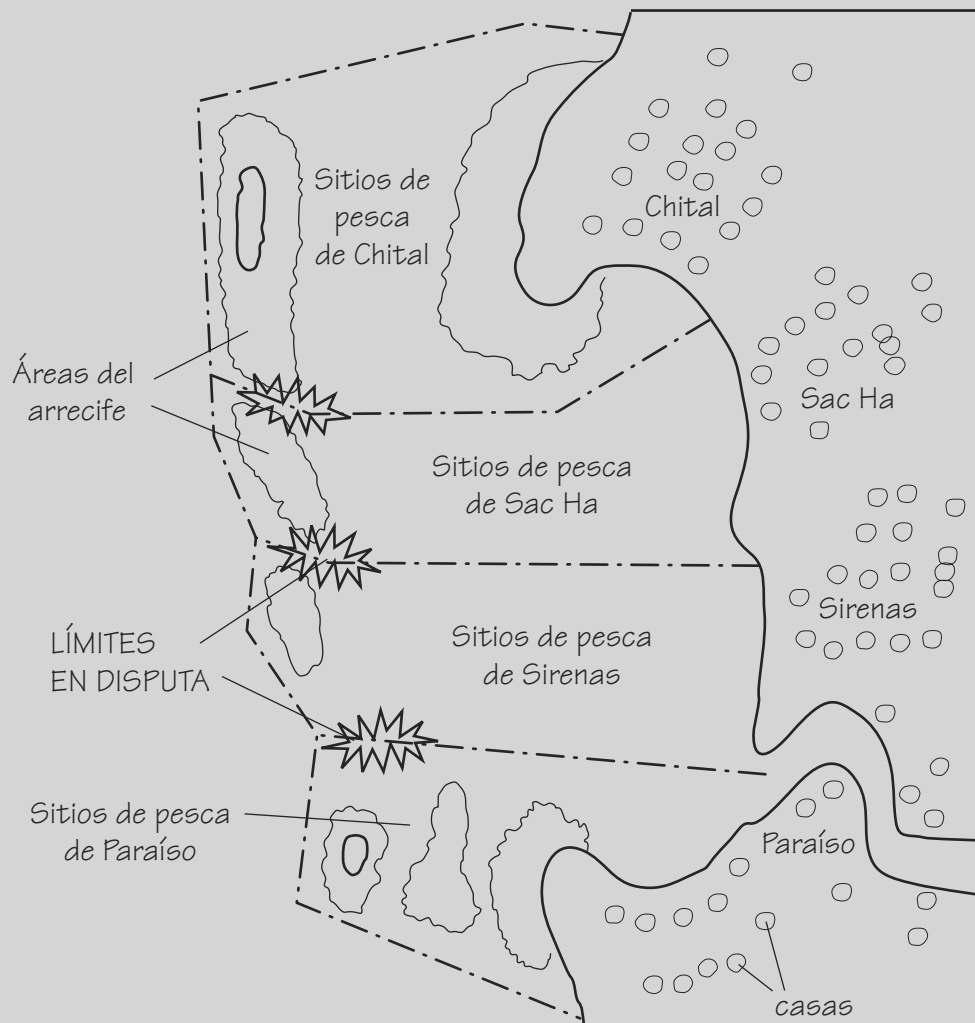 Sitios de
pesca
de Chital
Chital
Áreas del
arrecife
Sac Ha
Sitios de pesca
de Sac Ha
LÍMITES
EN DISPUTA
Sitios de pesca
de Sirenas
Sirenas
Sitios de pesca
de Paraíso
Paraíso
casas